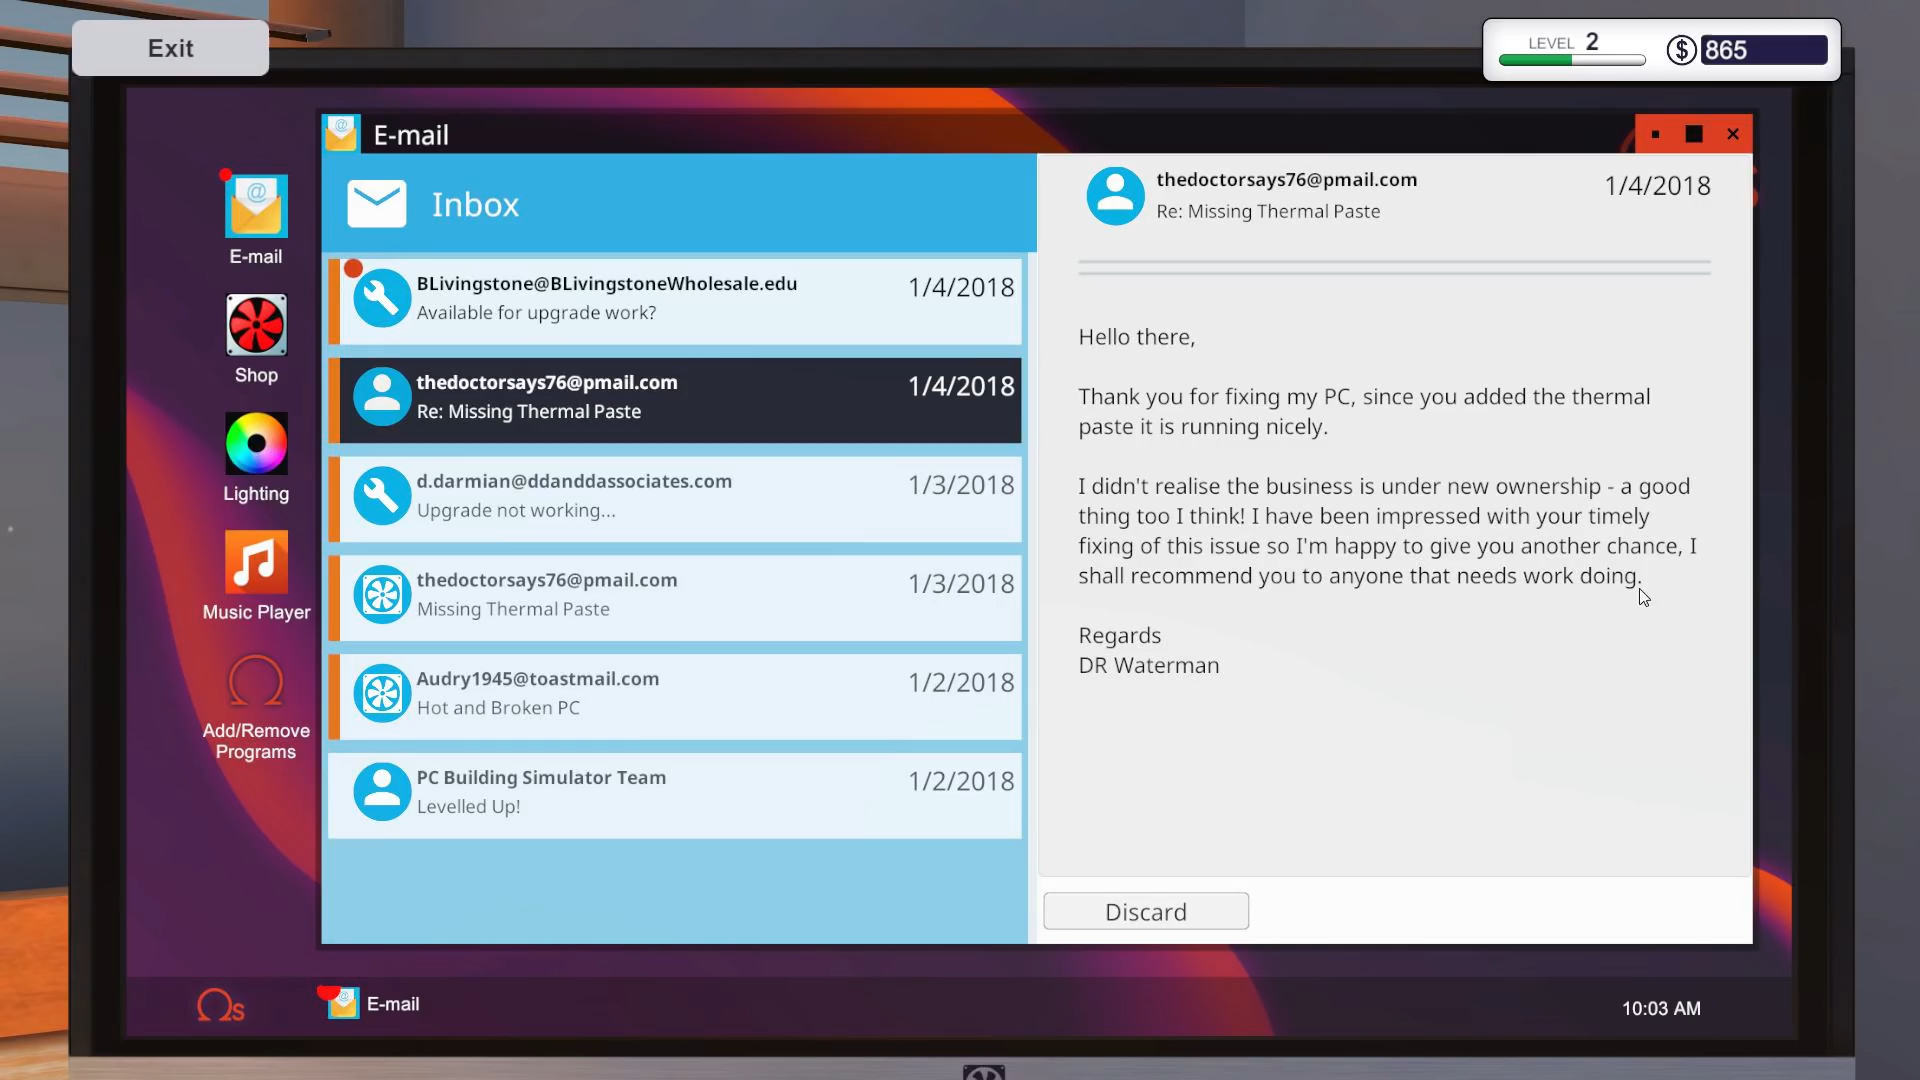 Exit
LEVEL 2
$ 865
E-mail
Inbox
E-mail
Shop
Lighting
Music Player
Add/Remove
Programs
BLivingstone@BLivingstoneWholesale.edu 1/4/2018
Available for upgrade work?
thedoctorsays76@pmail.com 1/4/2018
Re: Missing Thermal Paste
d.darmian@ddanddassociates.com 1/3/2018
Upgrade not working...
thedoctorsays76@pmail.com 1/3/2018
Missing Thermal Paste
Audry1945@toastmail.com 1/2/2018
Hot and Broken PC
PC Building Simulator Team 1/2/2018
Levelled Up!
thedoctorsays76@pmail.com 1/4/2018
Re: Missing Thermal Paste
Hello there,
Thank you for fixing my PC, since you added the thermal
paste it is running nicely.
I didn't realise the business is under new ownership - a good
thing too I think! I have been impressed with your timely
fixing of this issue so I'm happy to give you another chance, I
shall recommend you to anyone that needs work doing.
Regards
DR Waterman
Discard
Ωs
E-mail
10:03 AM